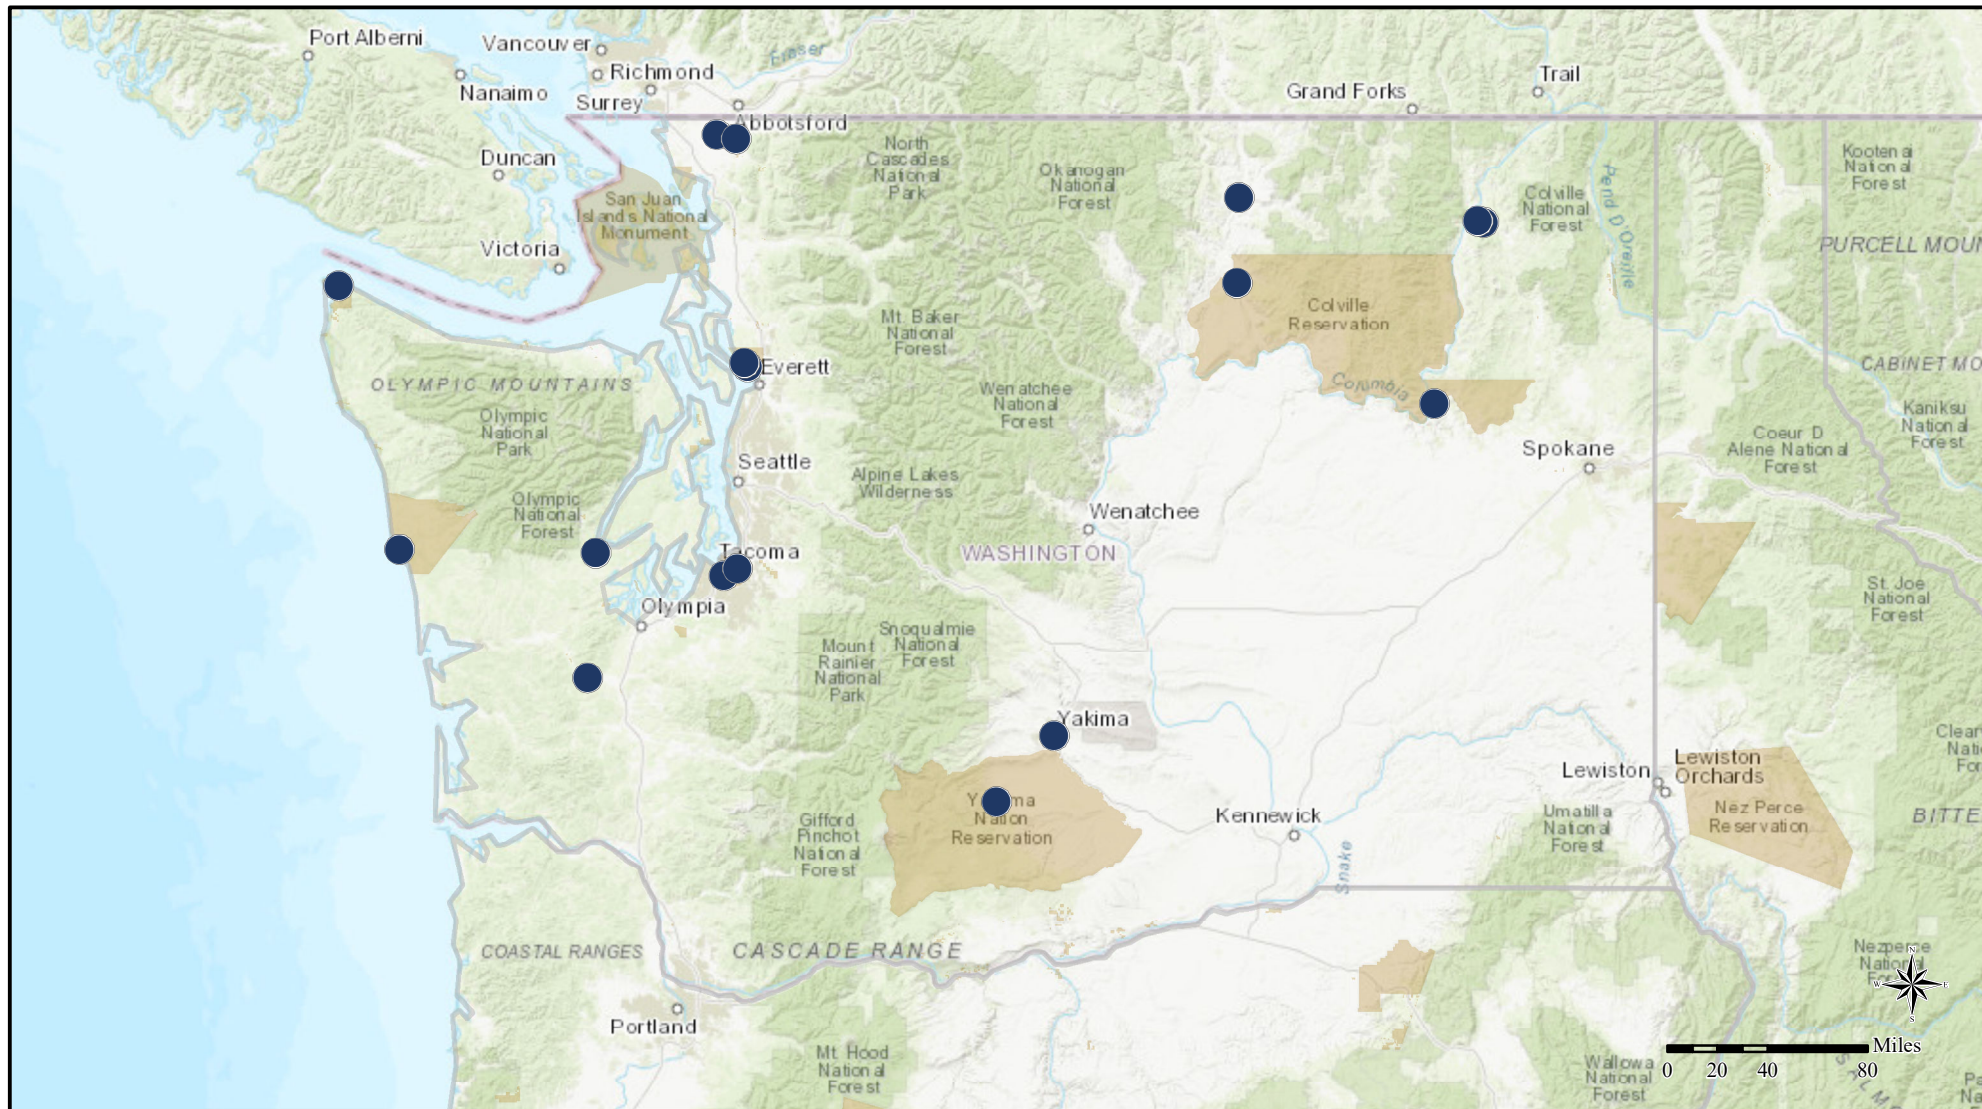 Port Alberni
Vancouver
Fraser
Richmond
Nanaimo
Surrey
Abbotsford
Grand Forks
Trail
Duncan
North
Cascades
National
Park
Okanogan
National
Forest
Colville
National
Forest
Pend D'Oreille
Kootenai
National
Forest
San Juan
Islands National
Monument
Victoria
PURCELL MOUN
Colville
Reservation
Mt. Baker
National
Forest
Everett
OLYMPIC MOUNTAINS
Olympic
National
Park
Wenatchee
National
Forest
Columbia
CABINET MO
Kaniksu
National
Forest
Coeur D
Alene National
Forest
Spokane
Seattle
Alpine Lakes
Wilderness
Olympic
National
Forest
Wenatchee
WASHINGTON
Tacoma
Olympia
St. Joe
National
Forest
Snoqualmie
National
Forest
Mount
Rainier
National
Park
Yakima
Lewiston
Lewiston
Orchards
Clear
Nati
For
Nez Perce
Reservation
BITTE
Y ma
Nation
Reservation
Gifford
Pinchot
National
Forest
Kennewick
Umatilla
National
Forest
Snake
COASTAL RANGES
CASCADE RANGE
Nezperce
National
N
W
E
S
Portland
Mt. Hood
National
Forest
Wallowa
National
Forest
Miles
0 20 40 80